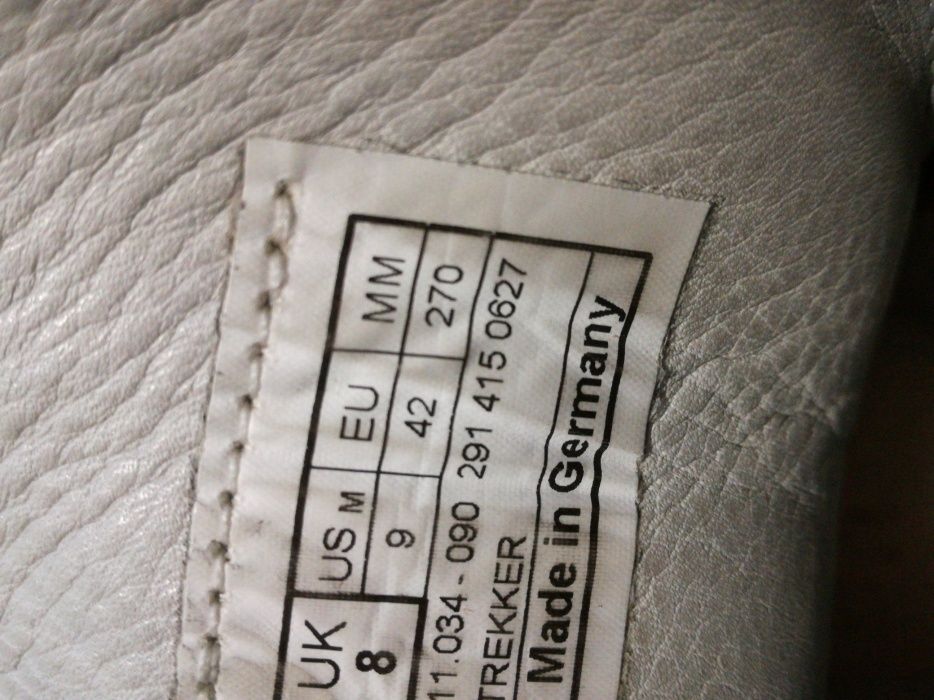 UK US M EU MM
8 9 42 270
11.034 - 090 291 415 0627
TREKKER
Made in Germany